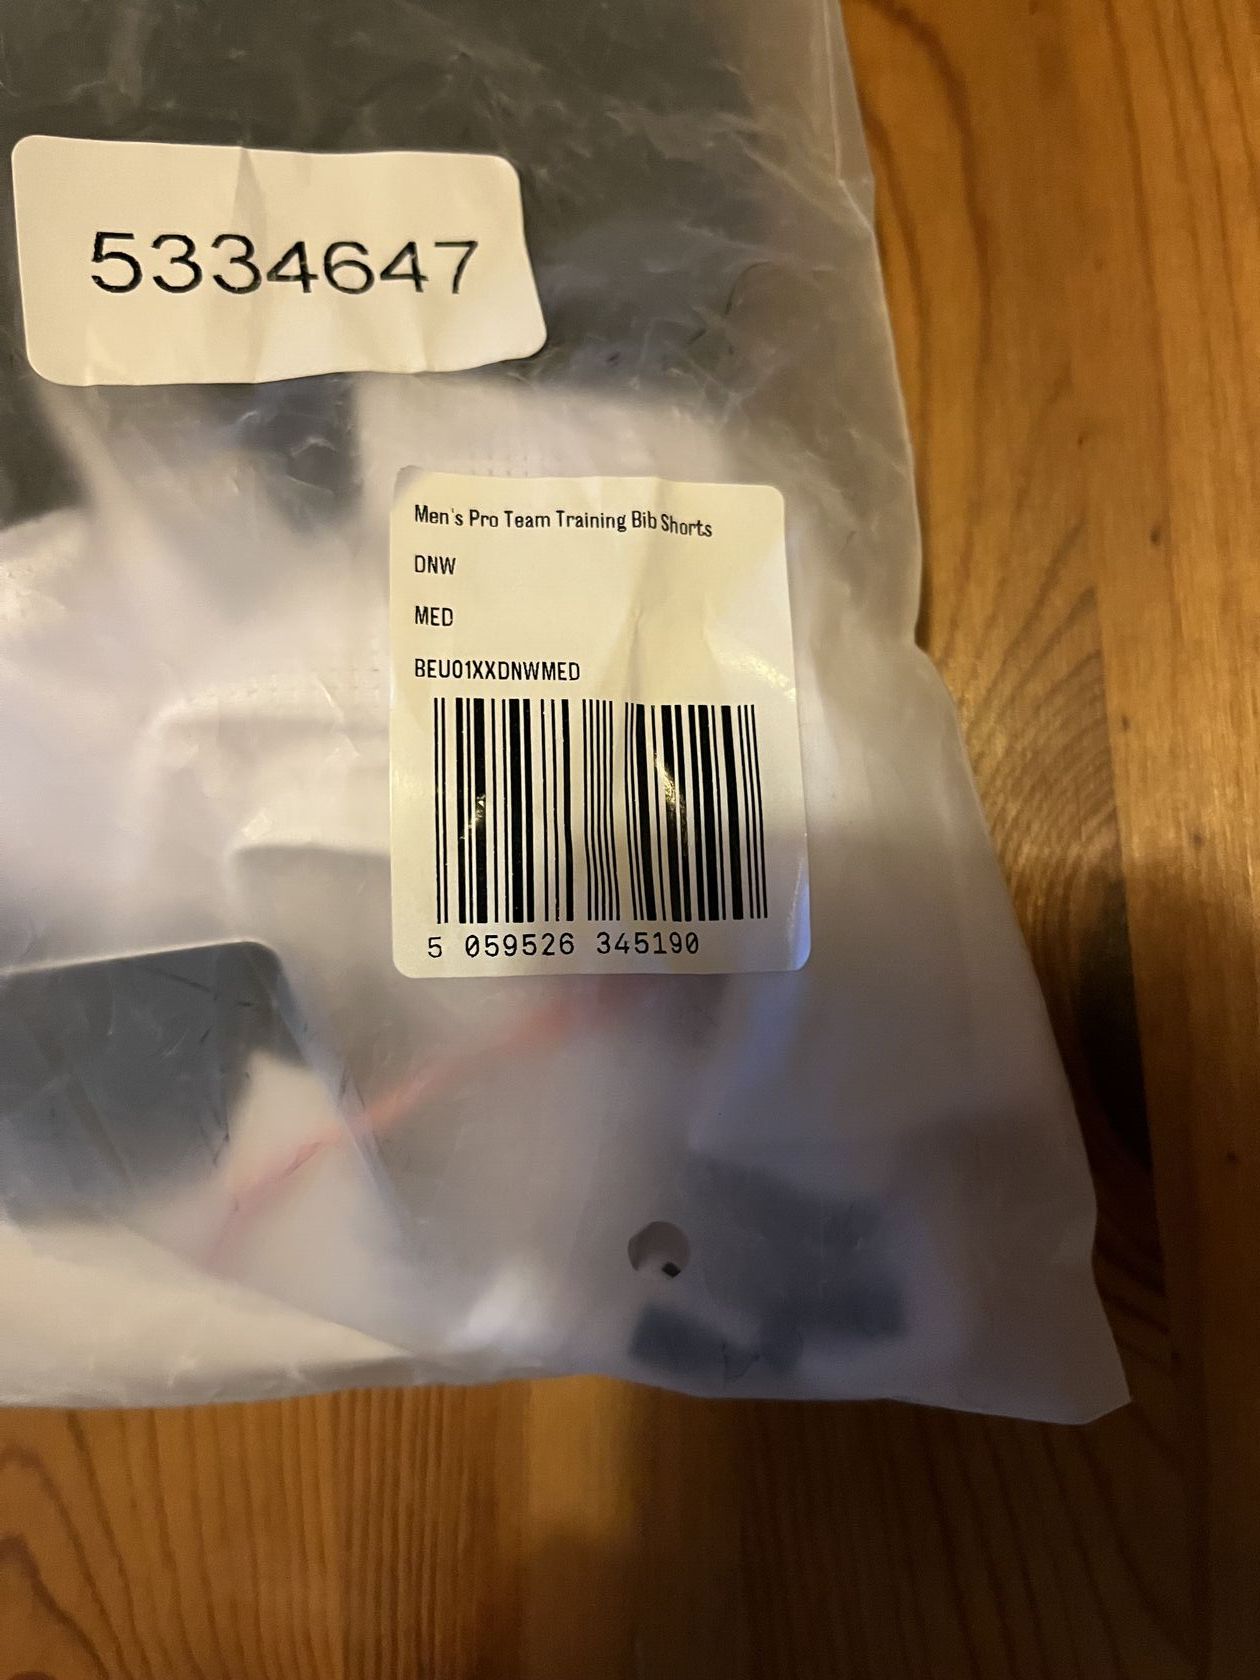 5334647
Men's Pro Team Training Bib Shorts
DNW
MED
BEU01XXDNWMED
5 059526 345190